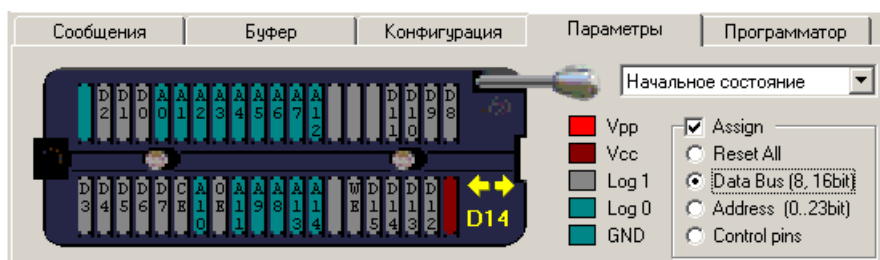 Сообщения Буфер Конфигурация Параметры Программатор
Начальное состояние
D2 D1 D0 A0 A1 A2 A3 A4 A5 A6 A7 A12 D11 D10 D9 D8
D3 D4 D5 D6 D7 CE A10 OE A11 A9 A8 A13 A14 WE D15 D14 D13 D12
D14
Vpp
Vcc
Log 1
Log 0
GND
Assign
Reset All
Data Bus (8, 16bit)
Address (0..23bit)
Control pins